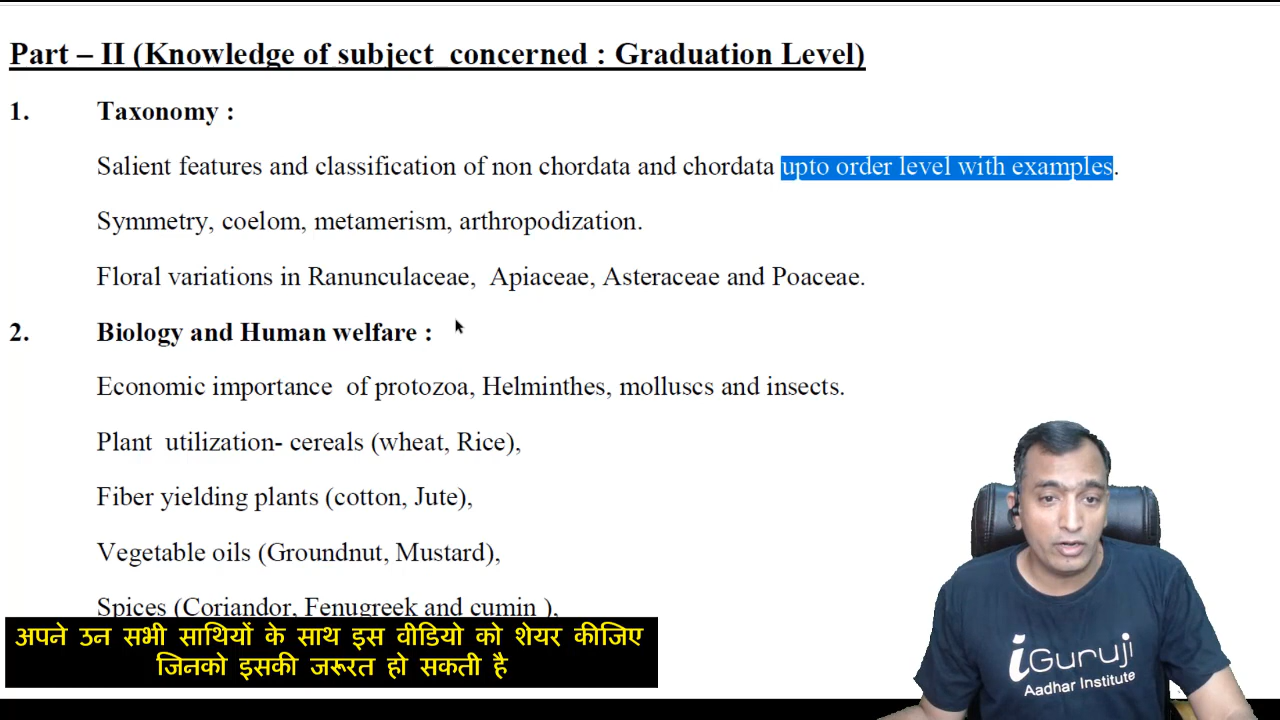 Part – II (Knowledge of subject concerned : Graduation Level)
1. Taxonomy :
Salient features and classification of non chordata and chordata upto order level with examples.
Symmetry, coelom, metamerism, arthropodization.
Floral variations in Ranunculaceae, Apiaceae, Asteraceae and Poaceae.
2. Biology and Human welfare :
Economic importance of protozoa, Helminthes, molluscs and insects.
Plant utilization- cereals (wheat, Rice),
Fiber yielding plants (cotton, Jute),
Vegetable oils (Groundnut, Mustard),
Spices (Coriandor, Fenugreek and cumin ),
अपने उन सभी साथियों के साथ इस वीडियो को शेयर कीजिए
जिनको इसकी जरूरत हो सकती है
iGuruji
Aadhar Institute